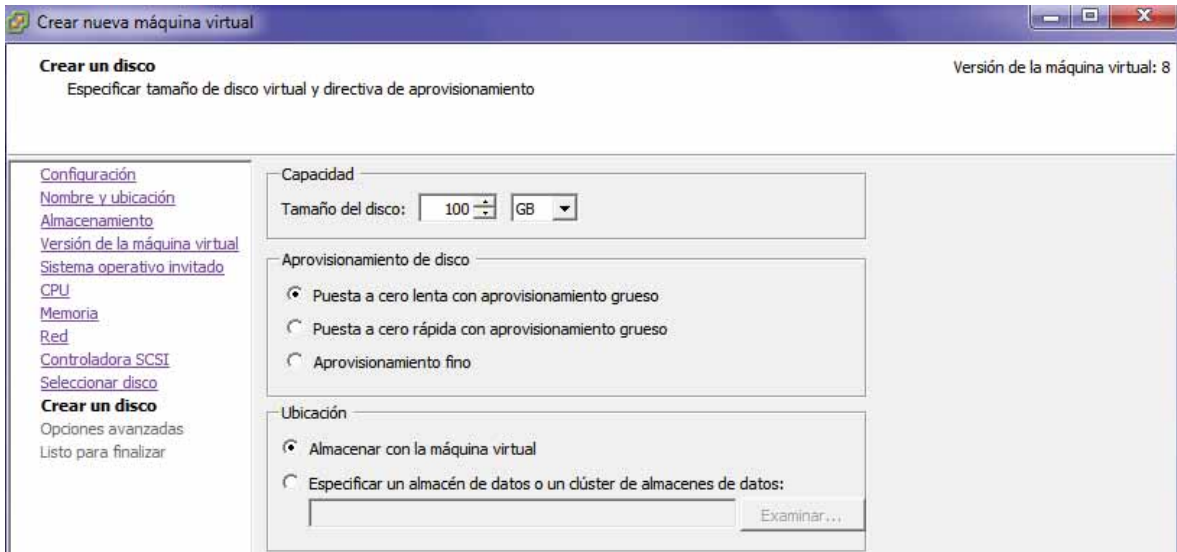 Crear nueva máquina virtual
Crear un disco
Especificar tamaño de disco virtual y directiva de aprovisionamiento
Versión de la máquina virtual: 8
Configuración
Nombre y ubicación
Almacenamiento
Versión de la máquina virtual
Sistema operativo invitado
CPU
Memoria
Red
Controladora SCSI
Seleccionar disco
Crear un disco
Opciones avanzadas
Listo para finalizar
Capacidad
Tamaño del disco: 100 GB
Aprovisionamiento de disco
Puesta a cero lenta con aprovisionamiento grueso
Puesta a cero rápida con aprovisionamiento grueso
Aprovisionamiento fino
Ubicación
Almacenar con la máquina virtual
Especificar un almacén de datos o un clúster de almacenes de datos:
Examinar...